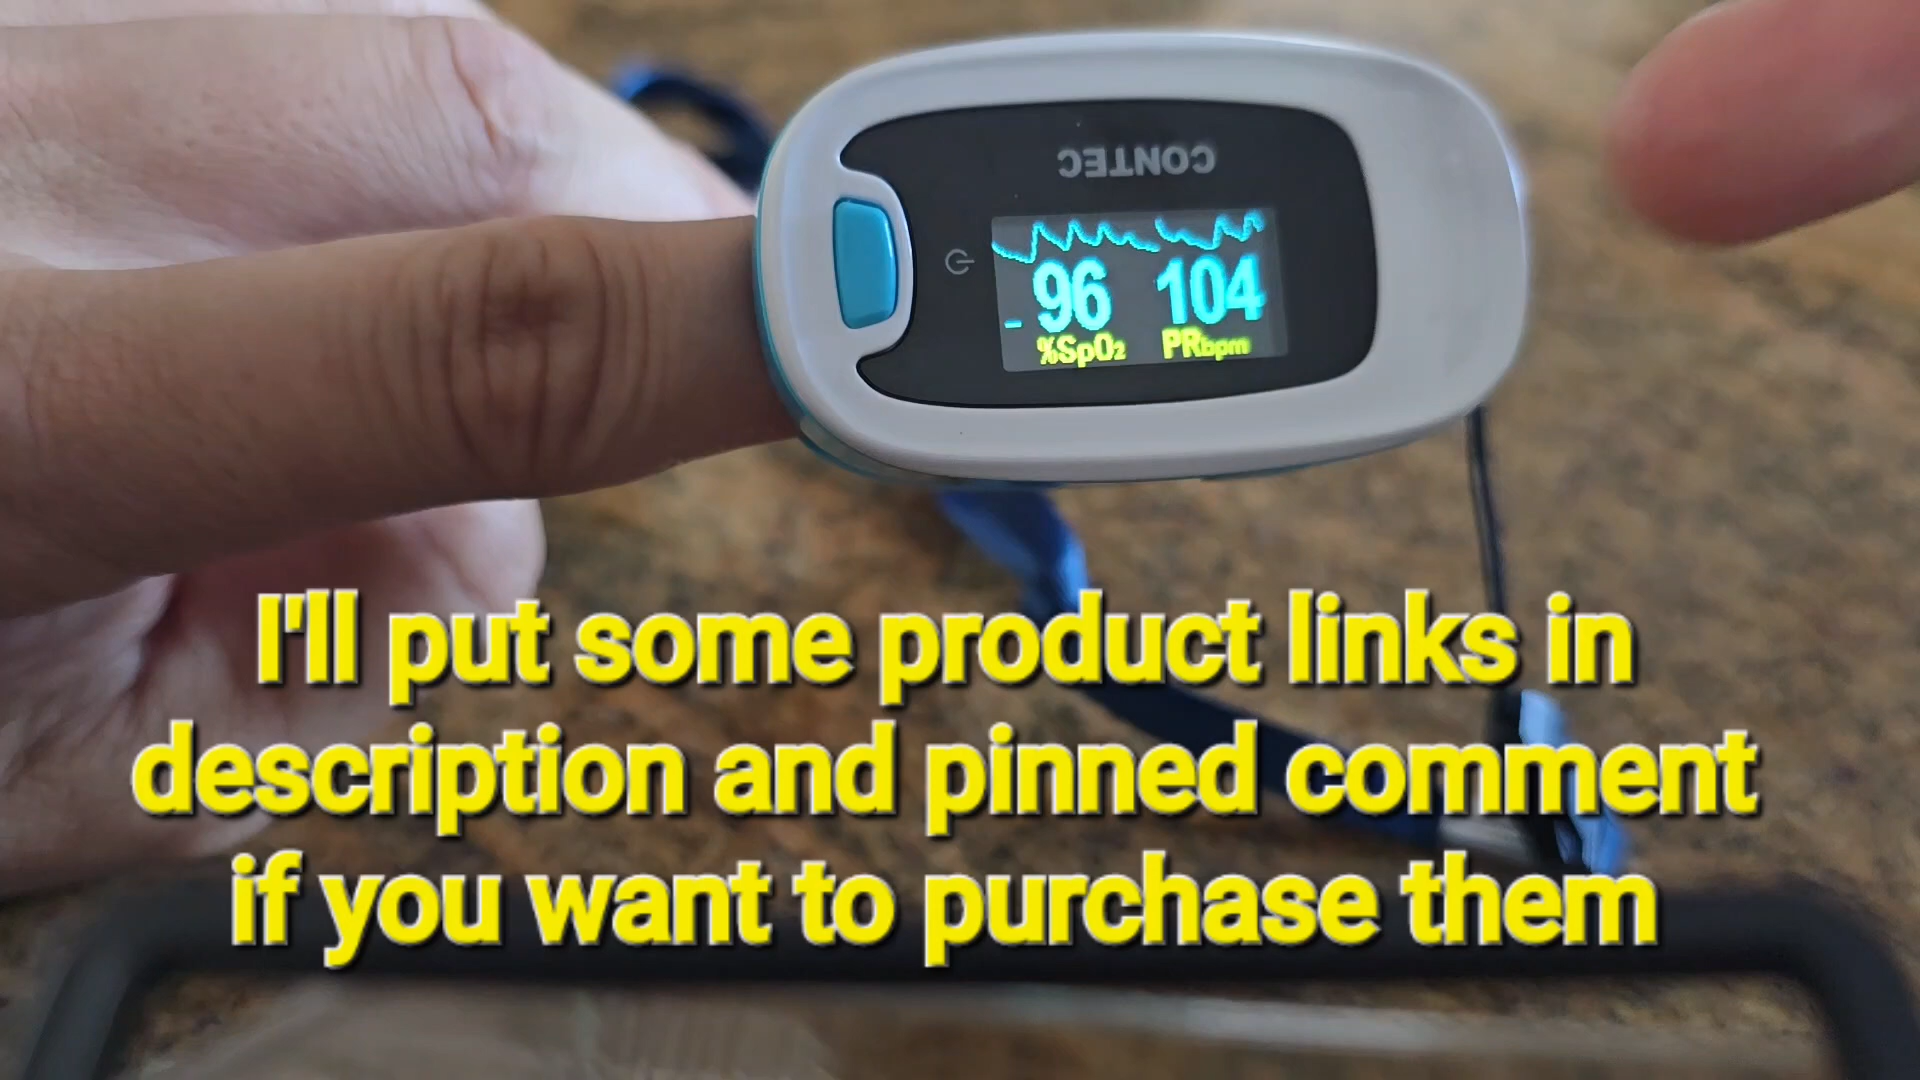 CONTEC
96 104
%SpO2 PRbpm
I'll put some product links in
description and pinned comment
if you want to purchase them